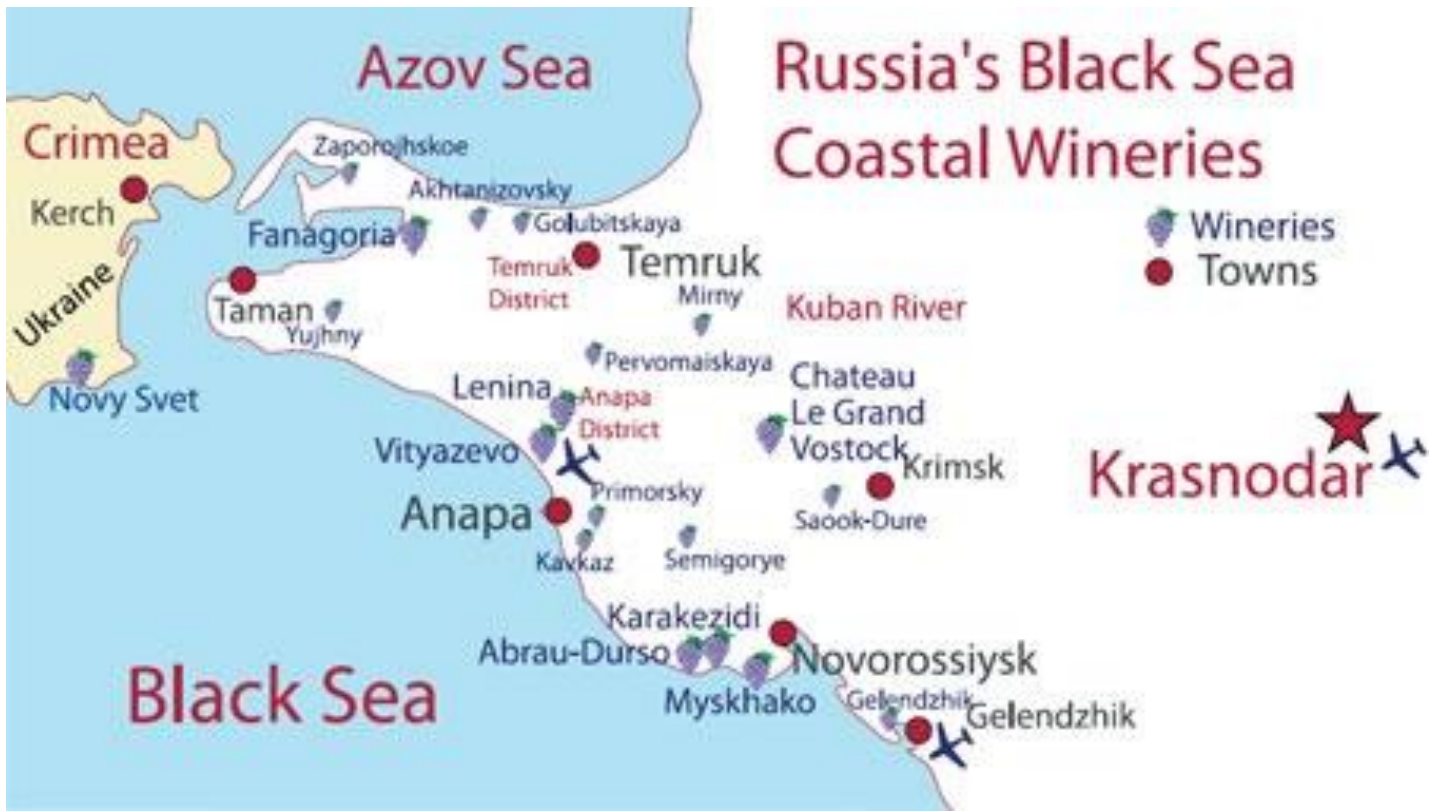 Azov Sea
Russia's Black Sea
Coastal Wineries
Crimea
Zaporojhskoe
Akhtanizovsky
Kerch
Golubitskaya
Wineries
Fanagoria
Temruk
District
Temruk
Towns
Ukraine
Taman
Yujhny
Mirny
Kuban River
Pervomaiskaya
Novy Svet
Lenina
Anapa
District
Chateau
Le Grand
Vostock
Vityazevo
Krimsk
Krasnodar
Primorsky
Anapa
Saook-Dure
Kavkaz
Semigorye
Karakezidi
Abrau-Durso
Novorossiysk
Black Sea
Myskhako
Gelendzhik
Gelendzhik